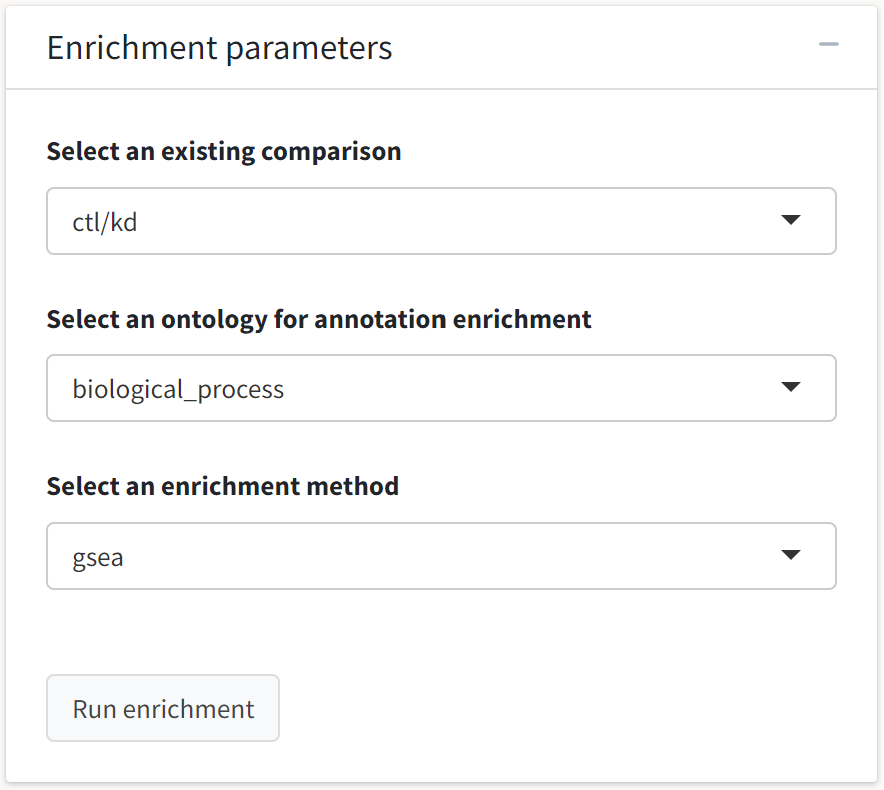 Enrichment parameters
Select an existing comparison
ctl/kd
Select an ontology for annotation enrichment
biological_process
Select an enrichment method
gsea
Run enrichment